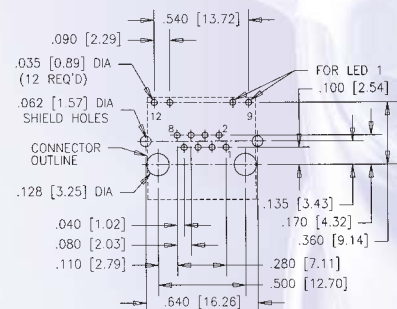 .540 [13.72]
.090 [2.29]
.035 [0.89] DIA
(12 REQ'D)
FOR LED 1
.062 [1.57] DIA
SHIELD HOLES
.100 [2.54]
12
9
8
2
CONNECTOR
OUTLINE
.128 [3.25] DIA
.135 [3.43]
.040 [1.02]
.170 [4.32]
.080 [2.03]
.360 [9.14]
.110 [2.79]
.280 [7.11]
.500 [12.70]
.640 [16.26]